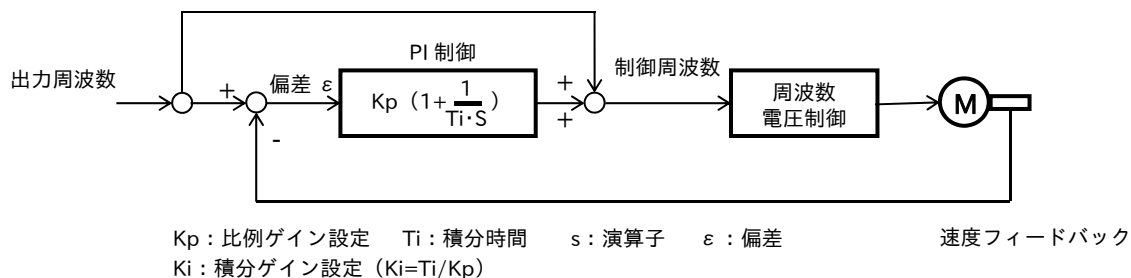 PI 制御
出力周波数
+
偏差 ε
Kp（1+1/Ti・S）
+
+
制御周波数
周波数
電圧制御
M
-
Kp：比例ゲイン設定 Ti：積分時間 s：演算子 ε：偏差 速度フィードバック
Ki：積分ゲイン設定（Ki=Ti/Kp）